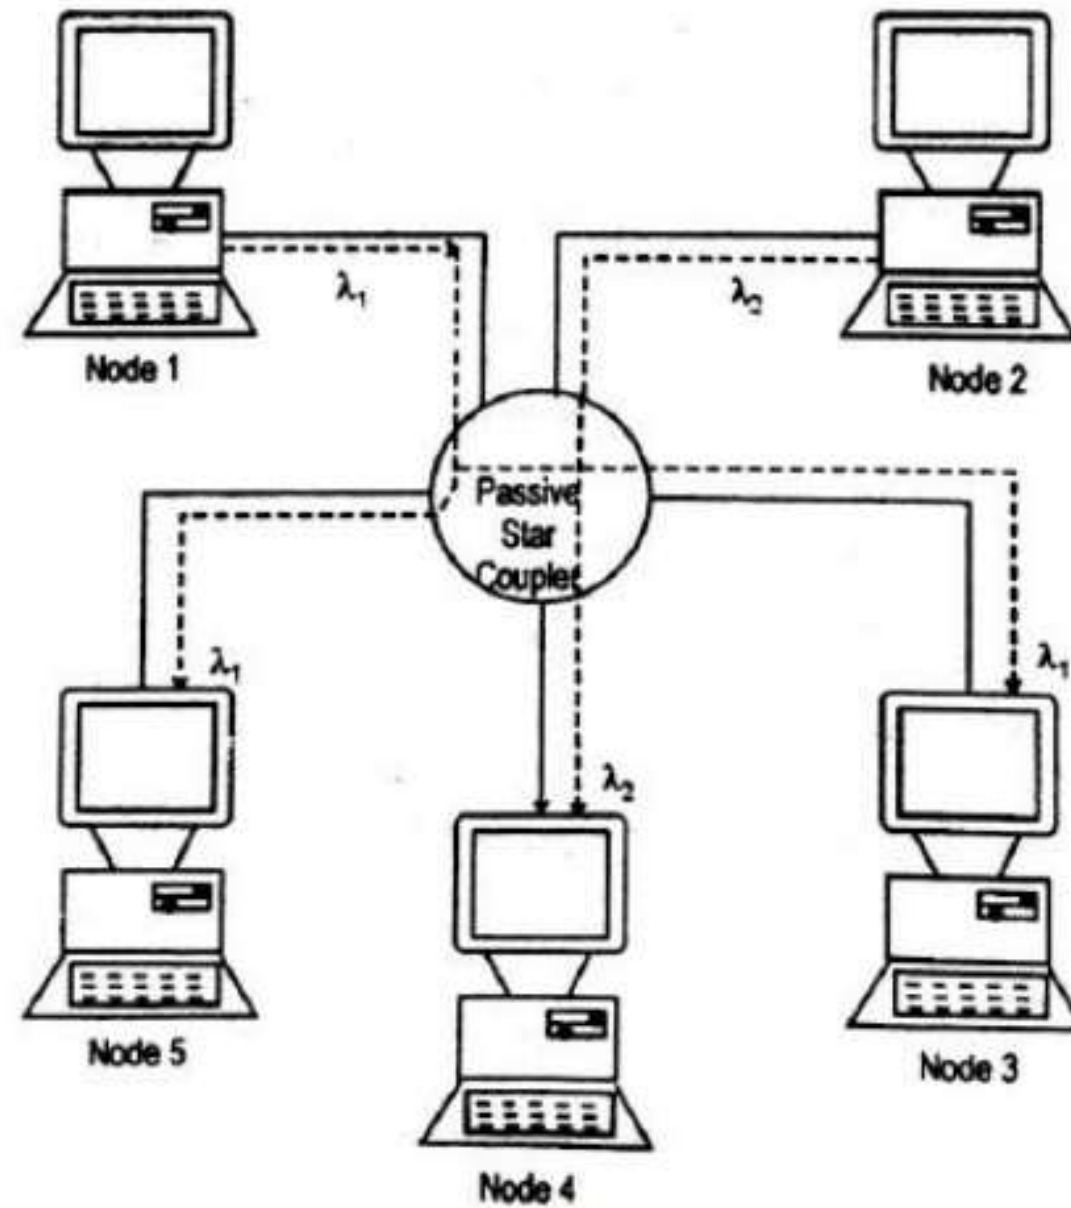 λ₁
λ₂
Node 1
Node 2
Passive
Star
Coupler
λ₁
λ₁
λ₂
Node 5
Node 3
Node 4